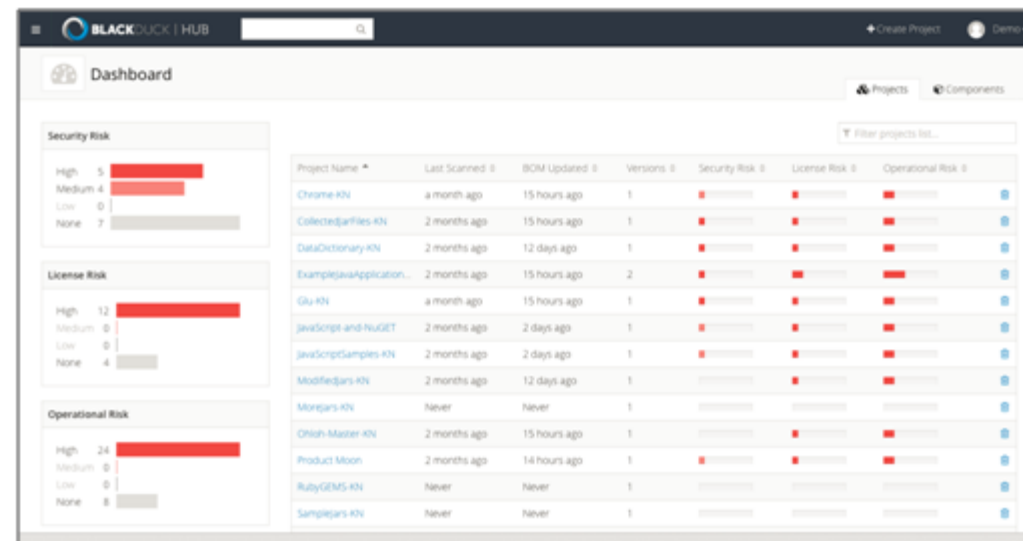 BLACKDUCK | HUB
Create Project
Demo
Dashboard
Projects
Components
Security Risk
High 5
Medium 4
Low 0
None 7
License Risk
High 12
Medium 0
Low 0
None 4
Operational Risk
High 24
Medium 0
Low 0
None 8
Filter projects list...
Project Name Last Scanned BOM Updated Versions Security Risk License Risk Operational Risk
Chrome-KN a month ago 15 hours ago 1
CollectedJarFiles-KN 2 months ago 15 hours ago 1
DataDictionary-KN 2 months ago 12 days ago 1
ExampleJavaApplication... 2 months ago 15 hours ago 2
Glu-KN a month ago 15 hours ago 1
JavaScript-and-NuGET 2 months ago 2 days ago 1
JavaScriptSamples-KN 2 months ago 2 days ago 1
ModifiedJars-KN 2 months ago 12 days ago 1
MoreJars-KN Never Never 1
Ohloh-Master-KN 2 months ago 15 hours ago 1
Product Moon 2 months ago 14 hours ago 1
RubyGEMS-KN Never Never 1
SampleJars-KN Never Never 1